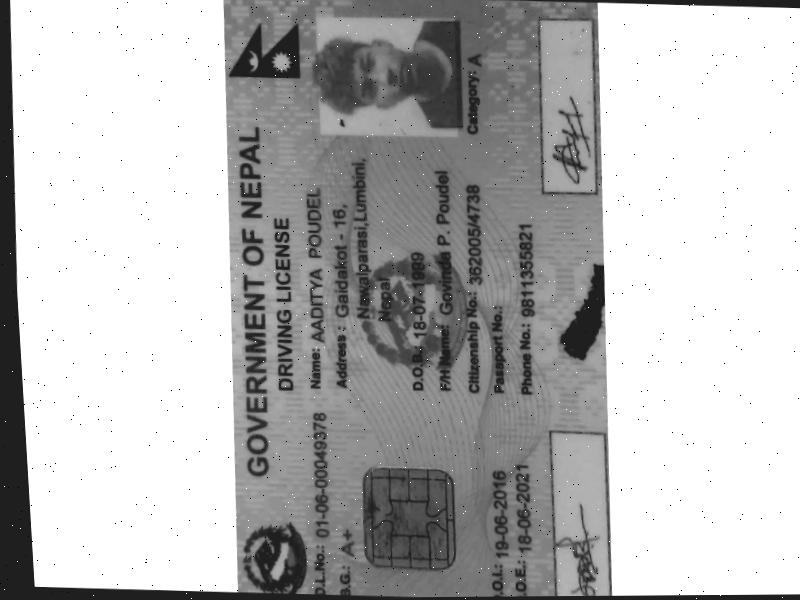 GOVERNMENT OF NEPAL
DRIVING LICENSE
D.L.No.: 01-06-00049378
B.G.: A+
Name: AADITYA POUDEL
Address : Gaidakot - 16,
Nawalparasi,Lumbini,
Nepal
D.O.B.: 18-07-1989
F/H Name: Govinda P. Poudel
Citizenship No.: 362005/4738
Passport No.:
Phone No.: 9811355821
D.O.I.: 19-06-2016
D.O.E.: 18-06-2021
Category: A